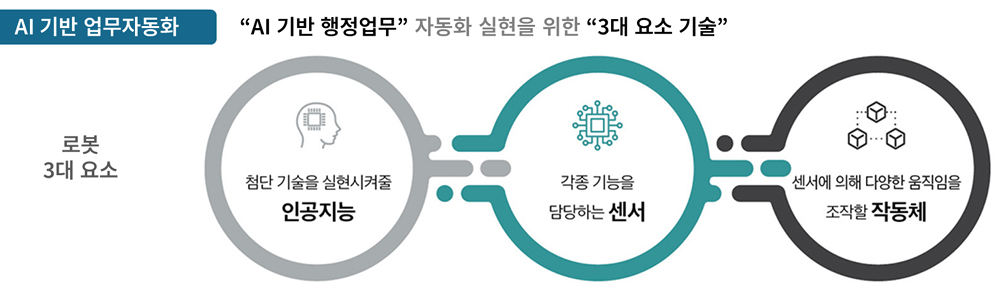 AI 기반 업무자동화
“AI 기반 행정업무” 자동화 실현을 위한 “3대 요소 기술”
로봇
3대 요소
첨단 기술을 실현시켜줄
인공지능
각종 기능을
담당하는 센서
센서에 의해 다양한 움직임을
조작할 작동체